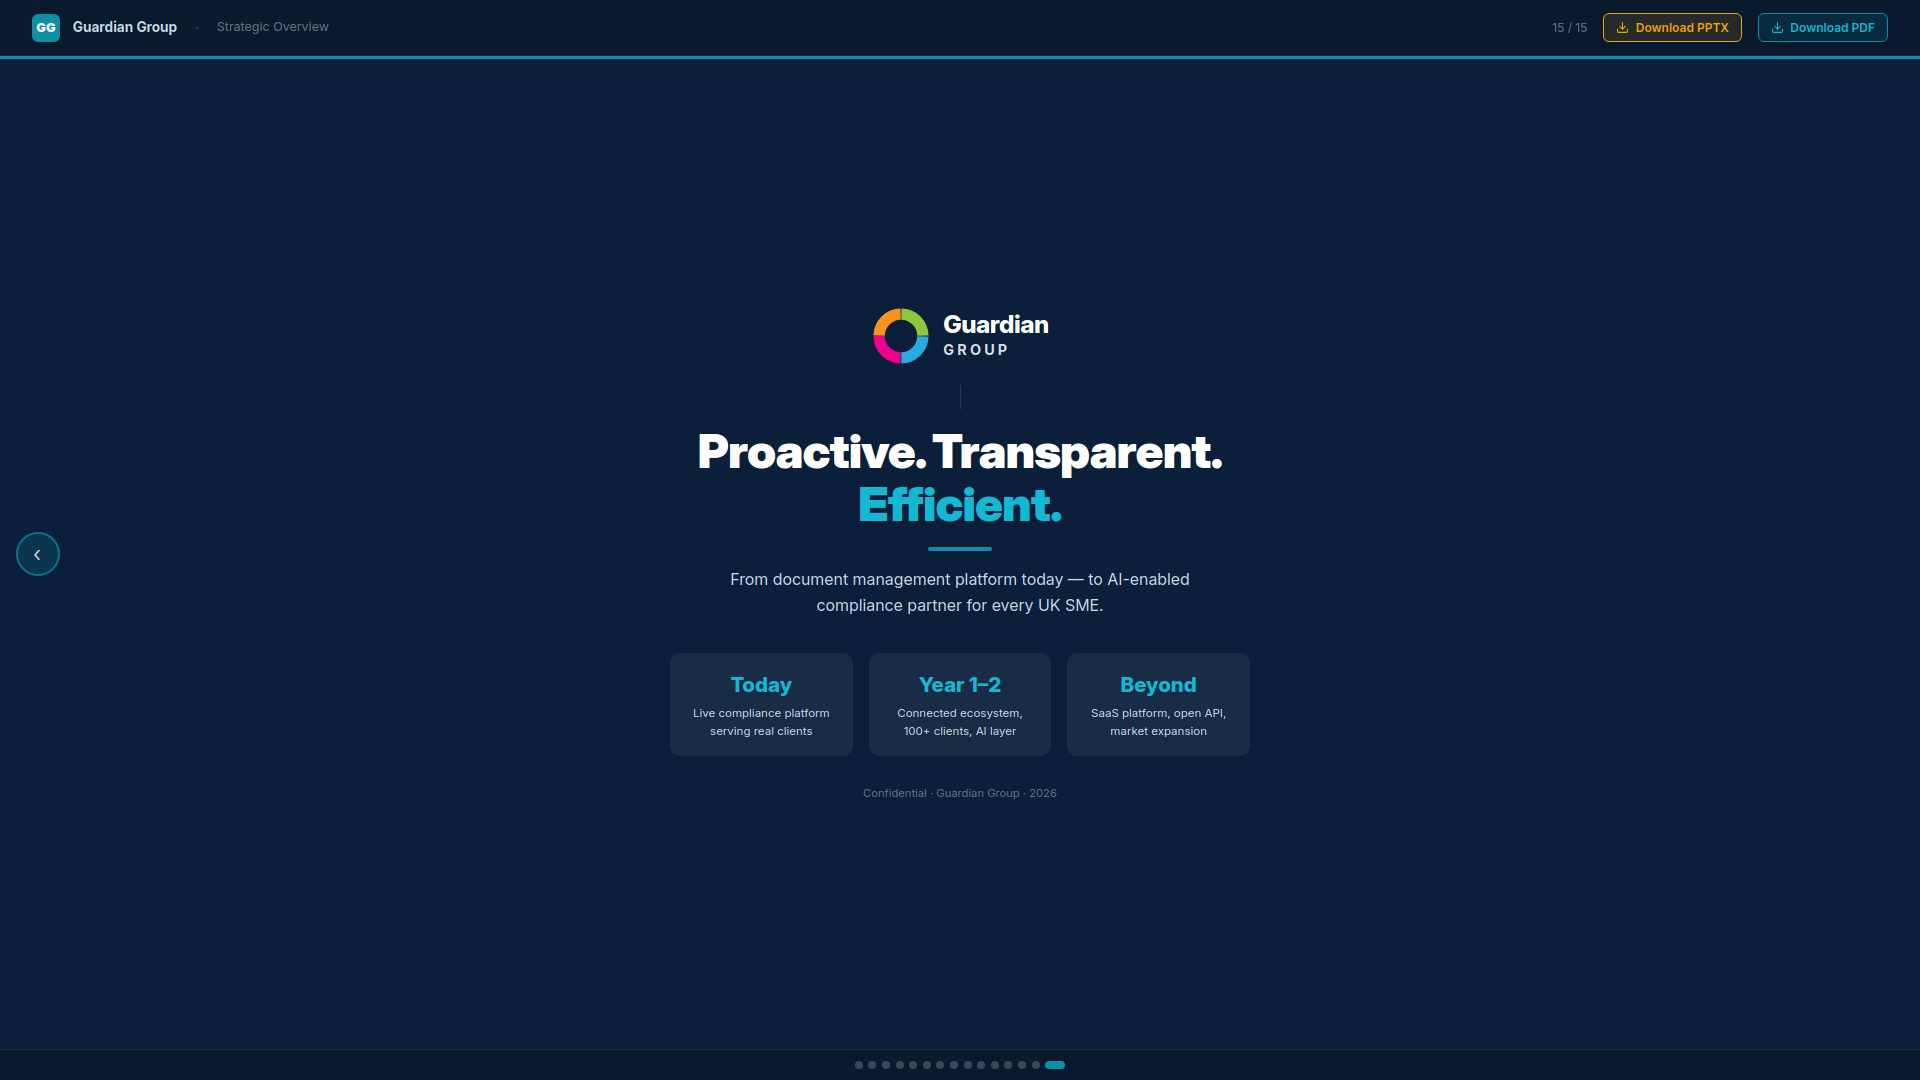 GG Guardian Group · Strategic Overview
15 / 15 Download PPTX Download PDF
Guardian
GROUP
Proactive. Transparent.
Efficient.
From document management platform today — to AI-enabled
compliance partner for every UK SME.
Today
Live compliance platform
serving real clients
Year 1–2
Connected ecosystem,
100+ clients, AI layer
Beyond
SaaS platform, open API,
market expansion
Confidential · Guardian Group · 2026